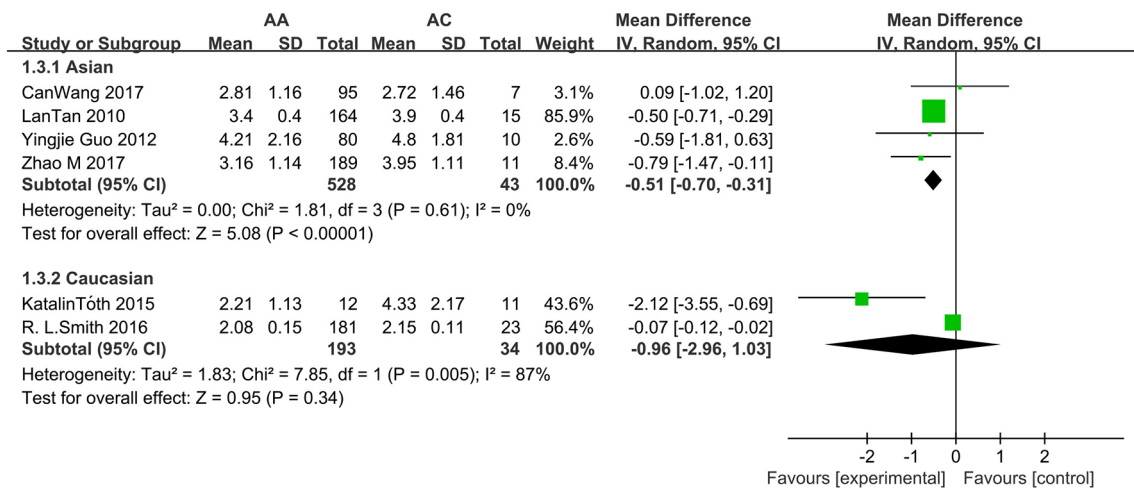 AA AC Mean Difference Mean Difference
Study or Subgroup Mean SD Total Mean SD Total Weight IV, Random, 95% CI IV, Random, 95% CI
1.3.1 Asian
CanWang 2017 2.81 1.16 95 2.72 1.46 7 3.1% 0.09 [-1.02, 1.20]
LanTan 2010 3.4 0.4 164 3.9 0.4 15 85.9% -0.50 [-0.71, -0.29]
Yingjie Guo 2012 4.21 2.16 80 4.8 1.81 10 2.6% -0.59 [-1.81, 0.63]
Zhao M 2017 3.16 1.14 189 3.95 1.11 11 8.4% -0.79 [-1.47, -0.11]
Subtotal (95% CI) 528 43 100.0% -0.51 [-0.70, -0.31]
Heterogeneity: Tau² = 0.00; Chi² = 1.81, df = 3 (P = 0.61); I² = 0%
Test for overall effect: Z = 5.08 (P < 0.00001)
1.3.2 Caucasian
KatalinTóth 2015 2.21 1.13 12 4.33 2.17 11 43.6% -2.12 [-3.55, -0.69]
R. L.Smith 2016 2.08 0.15 181 2.15 0.11 23 56.4% -0.07 [-0.12, -0.02]
Subtotal (95% CI) 193 34 100.0% -0.96 [-2.96, 1.03]
Heterogeneity: Tau² = 1.83; Chi² = 7.85, df = 1 (P = 0.005); I² = 87%
Test for overall effect: Z = 0.95 (P = 0.34)
-2 -1 0 1 2
Favours [experimental] Favours [control]